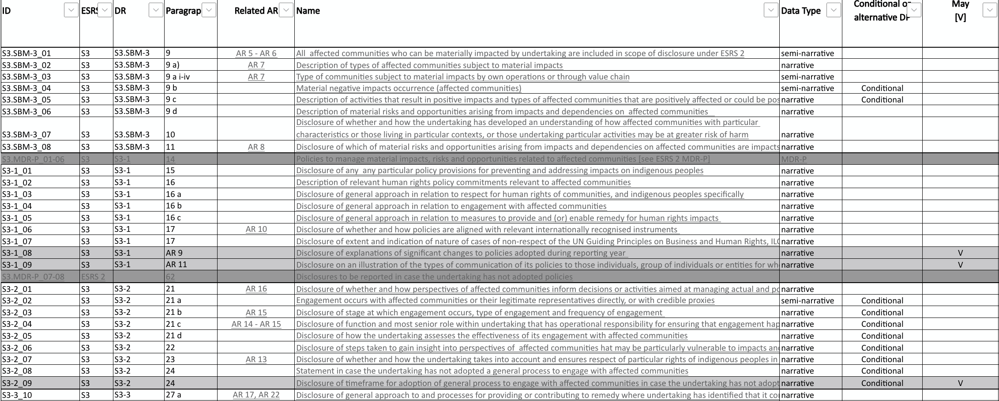 ID ESRS DR Paragrap Related AR Name Data Type Conditional or alternative DP May [V]
S3.SBM-3_01 S3 S3.SBM-3 9 AR 5 - AR 6 All  affected communities who can be materially impacted by undertaking are included in scope of disclosure under ESRS 2 semi-narrative
S3.SBM-3_02 S3 S3.SBM-3 9 a) AR 7 Description of types of affected communities subject to material impacts narrative
S3.SBM-3_03 S3 S3.SBM-3 9 a i-iv AR 7 Type of communities subject to material impacts by own operations or through value chain semi-narrative
S3.SBM-3_04 S3 S3.SBM-3 9 b Material negative impacts occurrence (affected communities) semi-narrative Conditional
S3.SBM-3_05 S3 S3.SBM-3 9 c Description of activities that result in positive impacts and types of affected communities that are positively affected or could be pos narrative Conditional
S3.SBM-3_06 S3 S3.SBM-3 9 d Description of material risks and opportunities arising from impacts and dependencies on  affected communities narrative
Disclosure of whether and how the undertaking has developed an understanding of how affected communities with particular
S3.SBM-3_07 S3 S3.SBM-3 10 characteristics or those living in particular contexts, or those undertaking particular activities may be at greater risk of harm narrative
S3.SBM-3_08 S3 S3.SBM-3 11 AR 8 Disclosure of which of material risks and opportunities arising from impacts and dependencies on affected communities are impacts narrative
S3.MDR-P_01-06 S3 S3-1 14 Policies to manage material impacts, risks and opportunities related to affected communities [see ESRS 2 MDR-P] MDR-P
S3-1_01 S3 S3-1 15 Disclosure of any  any particular policy provisions for preventing and addressing impacts on indigenous peoples narrative
S3-1_02 S3 S3-1 16 Description of relevant human rights policy commitments relevant to affected communities narrative
S3-1_03 S3 S3-1 16 a Disclosure of general approach in relation to respect for human rights of communities, and indigenous peoples specifically narrative
S3-1_04 S3 S3-1 16 b Disclosure of general approach in relation to engagement with affected communities narrative
S3-1_05 S3 S3-1 16 c Disclosure of general approach in relation to measures to provide and (or) enable remedy for human rights impacts narrative
S3-1_06 S3 S3-1 17 AR 10 Disclosure of whether and how policies are aligned with relevant internationally recognised instruments narrative
S3-1_07 S3 S3-1 17 Disclosure of extent and indication of nature of cases of non-respect of the UN Guiding Principles on Business and Human Rights, ILO narrative
S3-1_08 S3 S3-1 AR 9 Disclosure of explanations of significant changes to policies adopted during reporting year narrative V
S3-1_09 S3 S3-1 AR 11 Disclosure on an illustration of the types of communication of its policies to those individuals, group of individuals or entities for wh narrative V
S3.MDR-P_07-08 ESRS 2 62 Disclosures to be reported in case the undertaking has not adopted policies
S3-2_01 S3 S3-2 21 AR 16 Disclosure of whether and how perspectives of affected communities inform decisions or activities aimed at managing actual and po narrative
S3-2_02 S3 S3-2 21 a Engagement occurs with affected communities or their legitimate representatives directly, or with credible proxies semi-narrative Conditional
S3-2_03 S3 S3-2 21 b AR 15 Disclosure of stage at which engagement occurs, type of engagement and frequency of engagement narrative Conditional
S3-2_04 S3 S3-2 21 c AR 14 - AR 15 Disclosure of function and most senior role within undertaking that has operational responsibility for ensuring that engagement hap narrative Conditional
S3-2_05 S3 S3-2 21 d Disclosure of how the undertaking assesses the effectiveness of its engagement with affected communities narrative Conditional
S3-2_06 S3 S3-2 22 Disclosure of steps taken to gain insight into perspectives of  affected communities hat may be particularly vulnerable to impacts and narrative Conditional
S3-2_07 S3 S3-2 23 AR 13 Disclosure of whether and how the undertaking takes into account and ensures respect of particular rights of indigenous peoples in narrative Conditional
S3-2_08 S3 S3-2 24 Statement in case the undertaking has not adopted a general process to engage with affected communities narrative Conditional
S3-2_09 S3 S3-2 24 Disclosure of timeframe for adoption of general process to engage with affected communities in case the undertaking has not adopt narrative Conditional V
S3-3_10 S3 S3-3 27 a AR 17, AR 22 Disclosure of general approach to and processes for providing or contributing to remedy where undertaking has identified that it co narrative